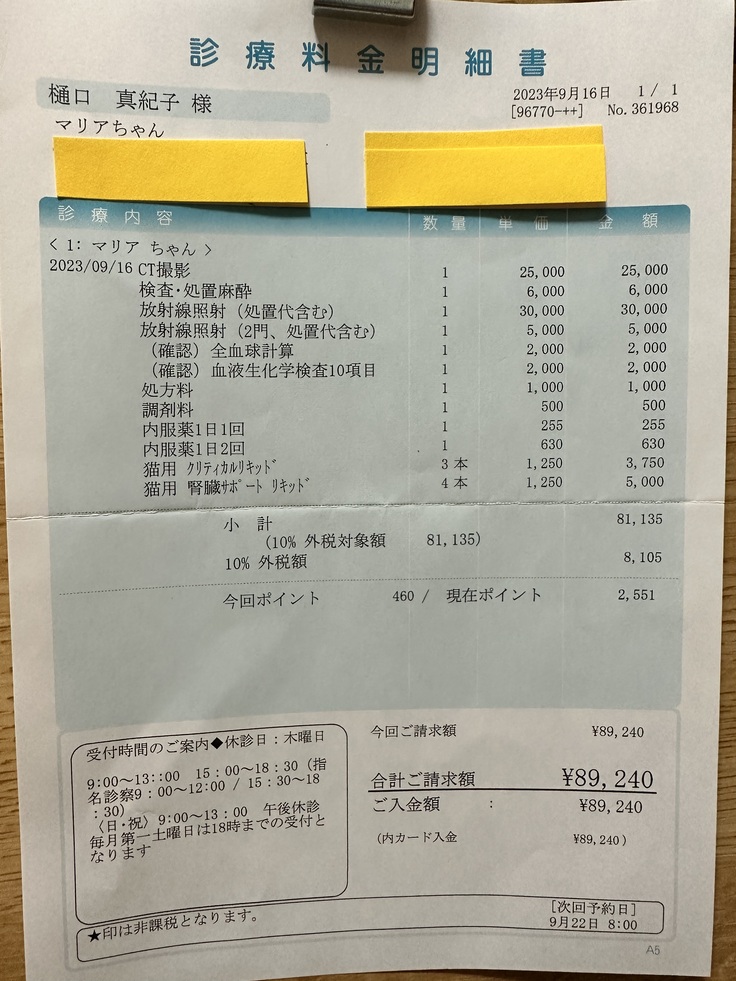 診療料金明細書
樋口 真紀子 様
2023年9月16日 1/ 1
[96770-++] No.361968
マリアちゃん
診療内容 数量 単価 金額
< 1: マリア ちゃん >
2023/09/16 CT撮影 1 25,000 25,000
検査･処置麻酔 1 6,000 6,000
放射線照射（処置代含む） 1 30,000 30,000
放射線照射（2門、処置代含む） 1 5,000 5,000
（確認）全血球計算 1 2,000 2,000
（確認）血液生化学検査10項目 1 2,000 2,000
処方料 1 1,000 1,000
調剤料 1 500 500
内服薬1日1回 1 255 255
内服薬1日2回 1 630 630
猫用 ｸﾘﾃｨｶﾙﾘｷｯﾄﾞ 3 本 1,250 3,750
猫用 腎臓ｻﾎﾟｰﾄ ﾘｷｯﾄﾞ 4 本 1,250 5,000
小 計 81,135
(10% 外税対象額 81,135)
10% 外税額 8,105
今回ポイント 460 / 現在ポイント 2,551
受付時間のご案内◆休診日：木曜日
9:00～13::00 15：00～18：30（指
名診察9：00～12:00 / 15：30～18
：30）
〈日･祝〉9:00～13：00 午後休診
毎月第一土曜日は18時までの受付と
なります
今回ご請求額 ¥89,240
合計ご請求額 ¥89,240
ご入金額 ： ¥89,240
(内カード入金 ¥89,240)
★印は非課税となります。
[次回予約日]
9月22日 8:00
A5